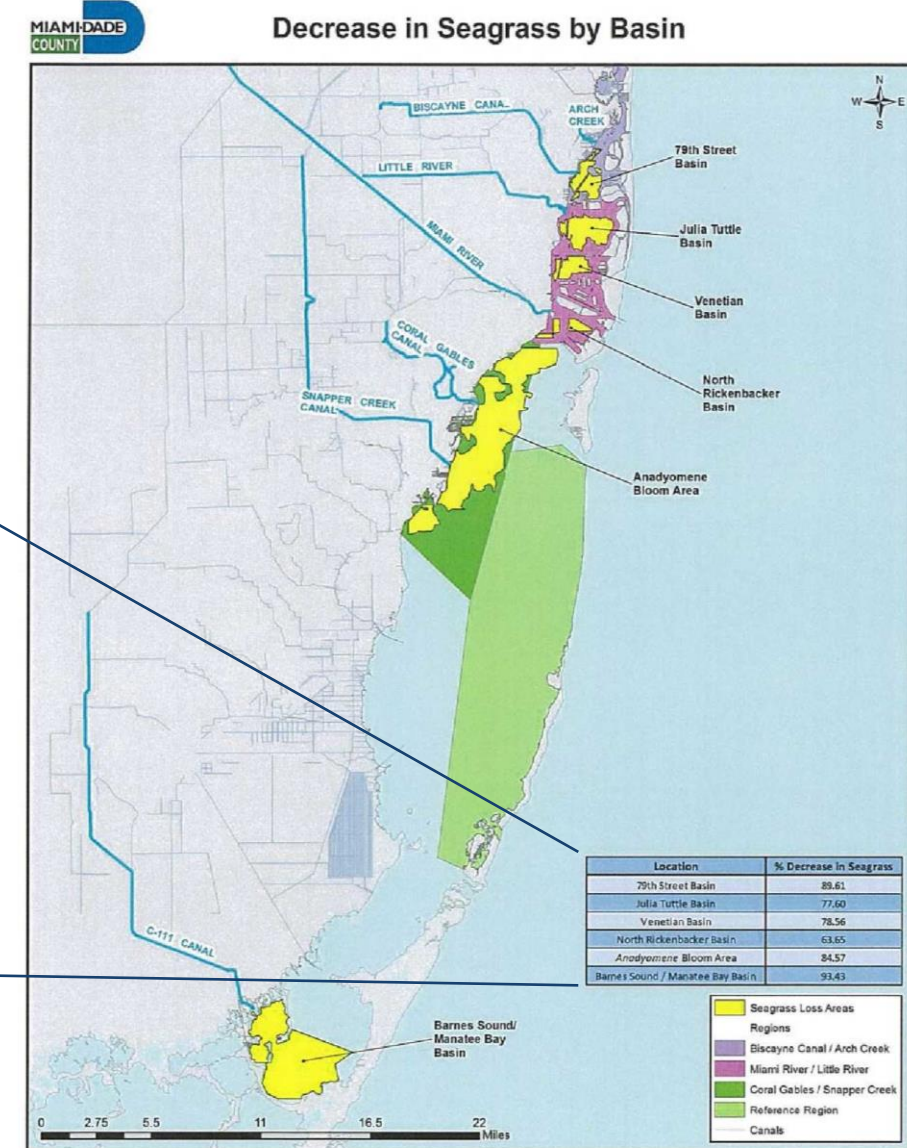 MIAMI-DADE
COUNTY
Decrease in Seagrass by Basin
N
W E
S
BISCAYNE CANAL
ARCH
CREEK
79th Street
Basin
LITTLE RIVER
Julia Tuttle
Basin
MIAMI RIVER
Venetian
Basin
CORAL GABLES
CANAL
North
Rickenbacker
Basin
SNAPPER CREEK
CANAL
Anadyomene
Bloom Area
C-111 CANAL
Barnes Sound/
Manatee Bay
Basin
Location % Decrease in Seagrass
79th Street Basin 89.61
Julia Tuttle Basin 77.60
Venetian Basin 78.56
North Rickenbacker Basin 63.65
Anadyomene Bloom Area 84.57
Barnes Sound / Manatee Bay Basin 93.43
Seagrass Loss Areas
Regions
Biscayne Canal / Arch Creek
Miami River / Little River
Coral Gables / Snapper Creek
Reference Region
Canals
0 2.75 5.5 11 16.5 22
Miles